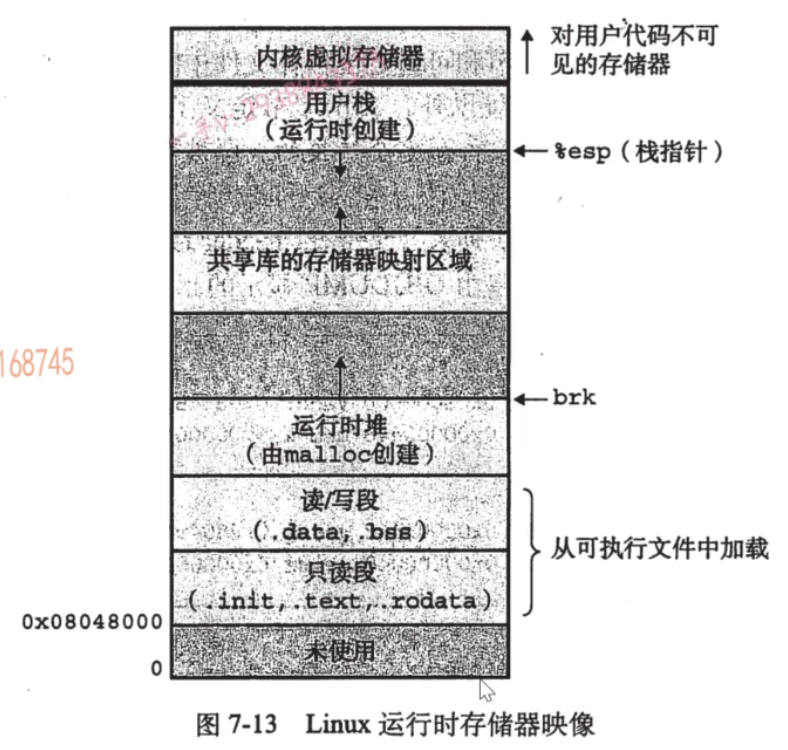 内核虚拟存储器
对用户代码不可
见的存储器
用户栈
(运行时创建)
%esp(栈指针)
共享库的存储器映射区域
168745
brk
运行时堆
(由malloc创建)
读/写段
(.data,.bss)
从可执行文件中加载
只读段
(.init,.text,.rodata)
0x08048000
未使用
0
图 7-13 Linux 运行时存储器映像